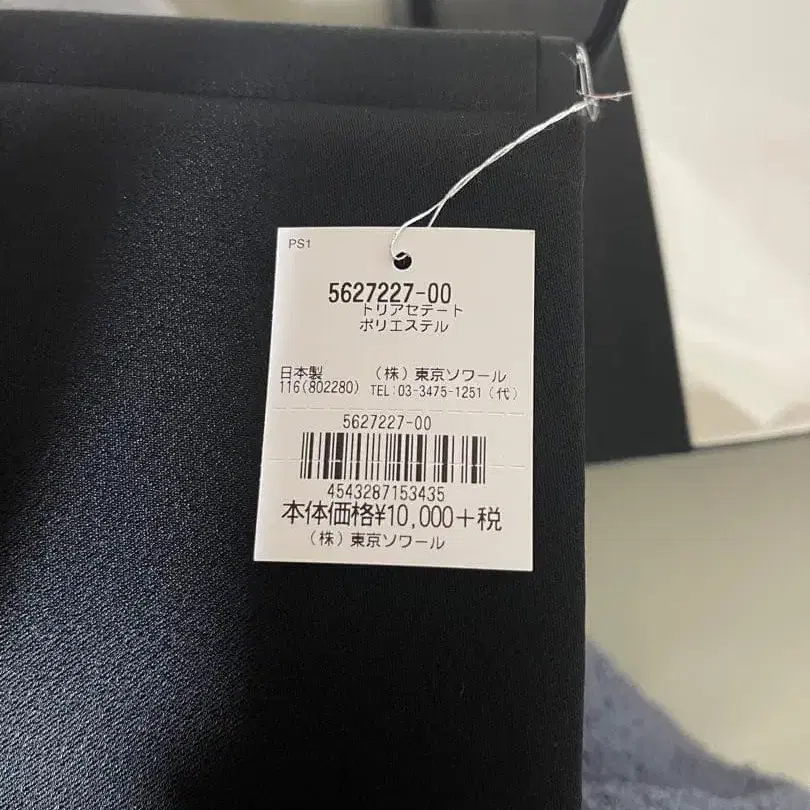 PS1
5627227-00
トリアセテート
ポリエステル
日本製 (株)東京ソワール
116(802280) TEL:03-3475-1251(代)
5627227-00
4543287153435
本体価格¥10,000+税
(株)東京ソワール